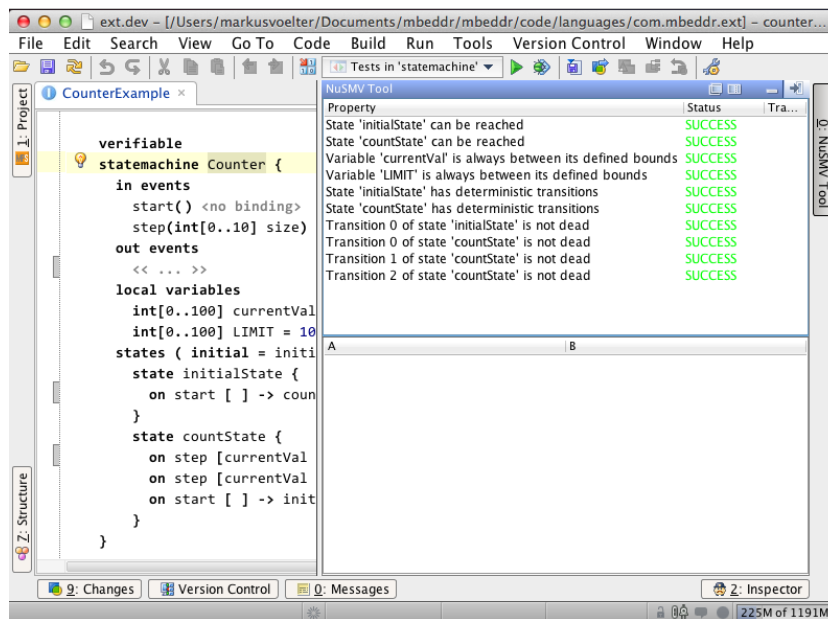 ext.dev – [/Users/markusvoelter/Documents/mbeddr/mbeddr/code/languages/com.mbeddr.ext] – counter...
File Edit Search View Go To Code Build Run Tools Version Control Window Help
Tests in 'statemachine'
1: Project
CounterExample ×
verifiable
statemachine Counter {
in events
start() <no binding>
step(int[0..10] size)
out events
<< ... >>
local variables
int[0..100] currentVal
int[0..100] LIMIT = 10
states ( initial = initi
state initialState {
on start [ ] -> coun
}
state countState {
on step [currentVal
on step [currentVal
on start [ ] -> init
}
}
NuSMV Tool
Property Status Tra...
State 'initialState' can be reached SUCCESS
State 'countState' can be reached SUCCESS
Variable 'currentVal' is always between its defined bounds SUCCESS
Variable 'LIMIT' is always between its defined bounds SUCCESS
State 'initialState' has deterministic transitions SUCCESS
State 'countState' has deterministic transitions SUCCESS
Transition 0 of state 'initialState' is not dead SUCCESS
Transition 0 of state 'countState' is not dead SUCCESS
Transition 1 of state 'countState' is not dead SUCCESS
Transition 2 of state 'countState' is not dead SUCCESS
A B
0: NuSMV Tool
Z: Structure
9: Changes Version Control 0: Messages 2: Inspector
225M of 1191M